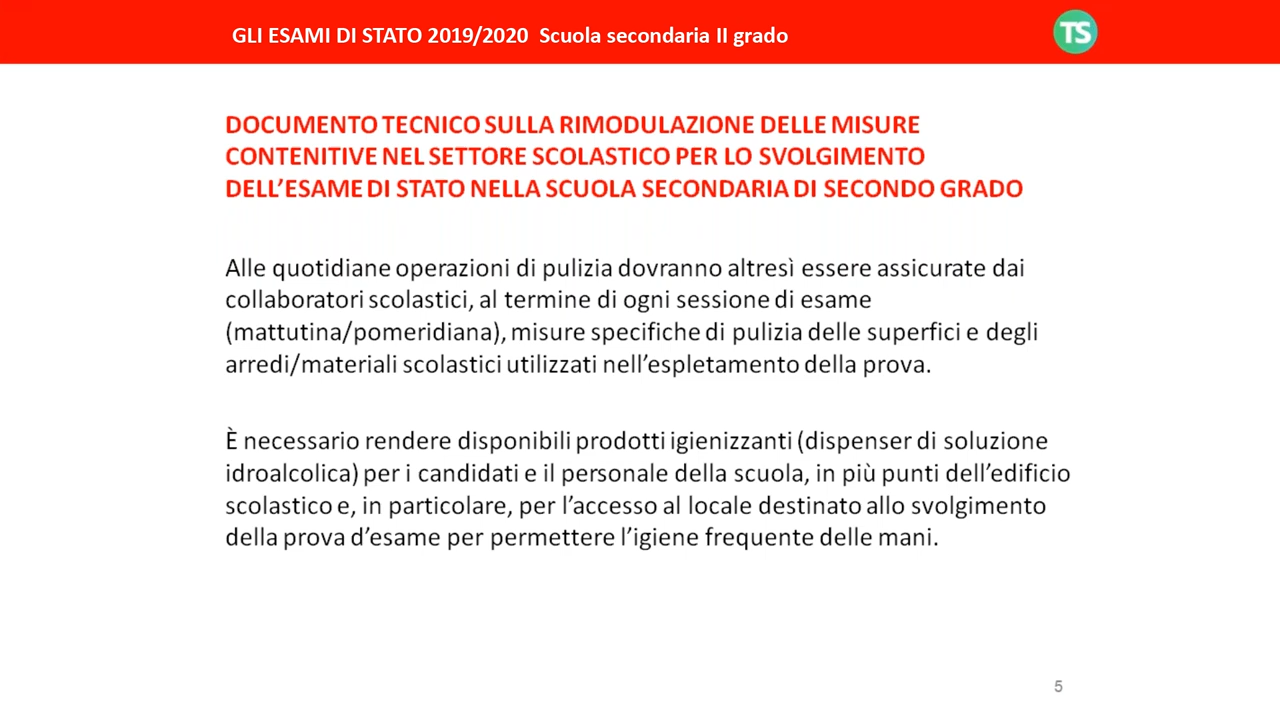 GLI ESAMI DI STATO 2019/2020 Scuola secondaria II grado
TS
DOCUMENTO TECNICO SULLA RIMODULAZIONE DELLE MISURE
CONTENITIVE NEL SETTORE SCOLASTICO PER LO SVOLGIMENTO
DELL’ESAME DI STATO NELLA SCUOLA SECONDARIA DI SECONDO GRADO
Alle quotidiane operazioni di pulizia dovranno altresì essere assicurate dai
collaboratori scolastici, al termine di ogni sessione di esame
(mattutina/pomeridiana), misure specifiche di pulizia delle superfici e degli
arredi/materiali scolastici utilizzati nell’espletamento della prova.
È necessario rendere disponibili prodotti igienizzanti (dispenser di soluzione
idroalcolica) per i candidati e il personale della scuola, in più punti dell’edificio
scolastico e, in particolare, per l’accesso al locale destinato allo svolgimento
della prova d’esame per permettere l’igiene frequente delle mani.
5